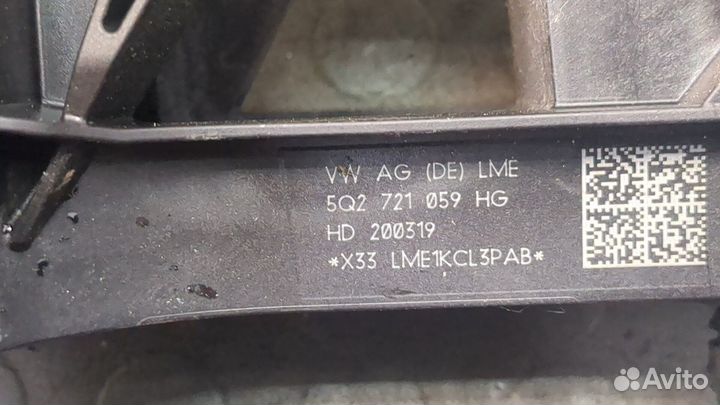 VW AG (DE) LME
5Q2 721 059 HG
HD 200319
*X33 LME1KCL3PAB*
Avito